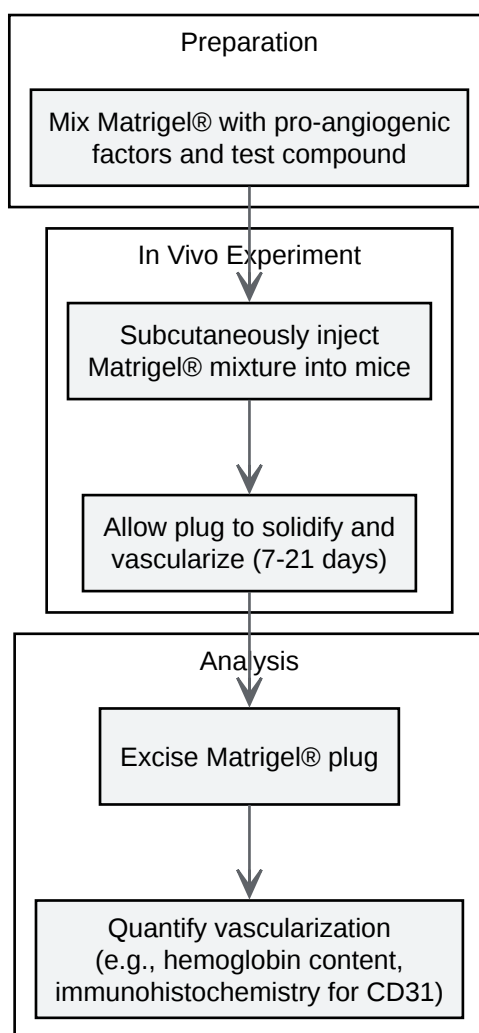 Preparation
Mix Matrigel® with pro-angiogenic
factors and test compound
In Vivo Experiment
Subcutaneously inject
Matrigel® mixture into mice
Allow plug to solidify and
vascularize (7-21 days)
Analysis
Excise Matrigel® plug
Quantify vascularization
(e.g., hemoglobin content,
immunohistochemistry for CD31)